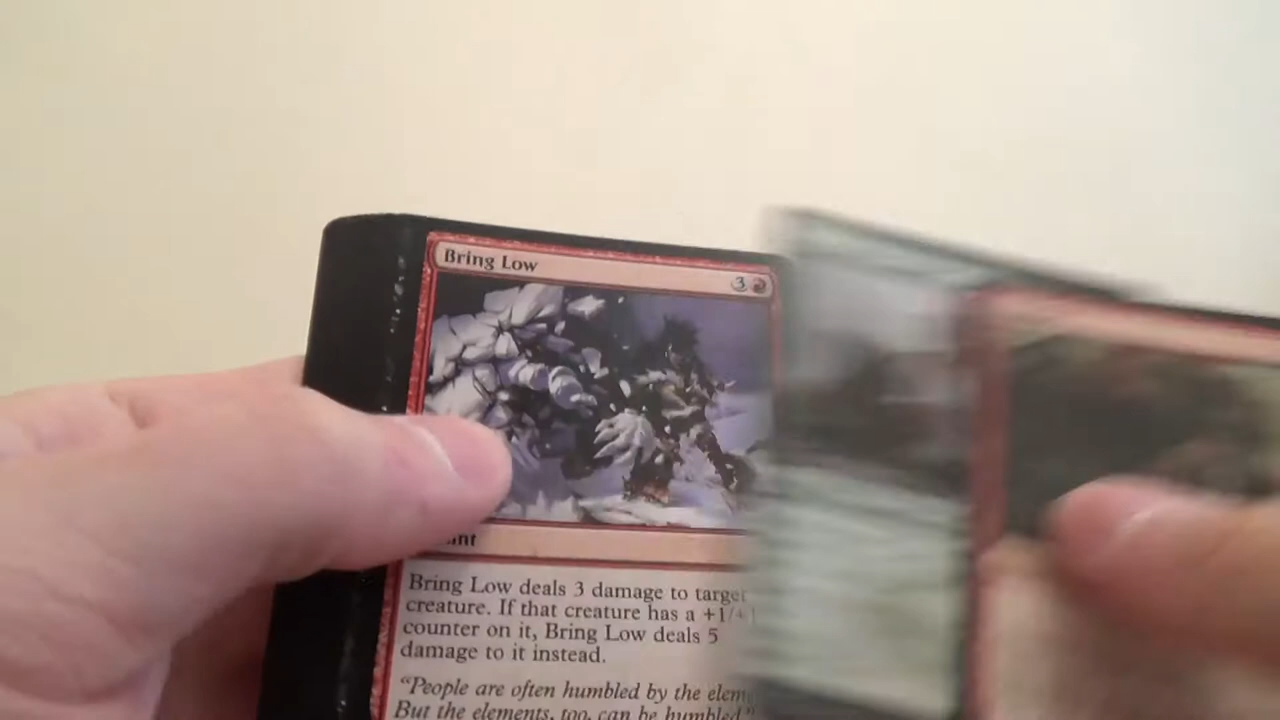 Bring Low 3
Bring Low deals 3 damage to target
creature. If that creature has a +1/+1
counter on it, Bring Low deals 5
damage to it instead.
"People are often humbled by the
But the elements, too, can be humbled."